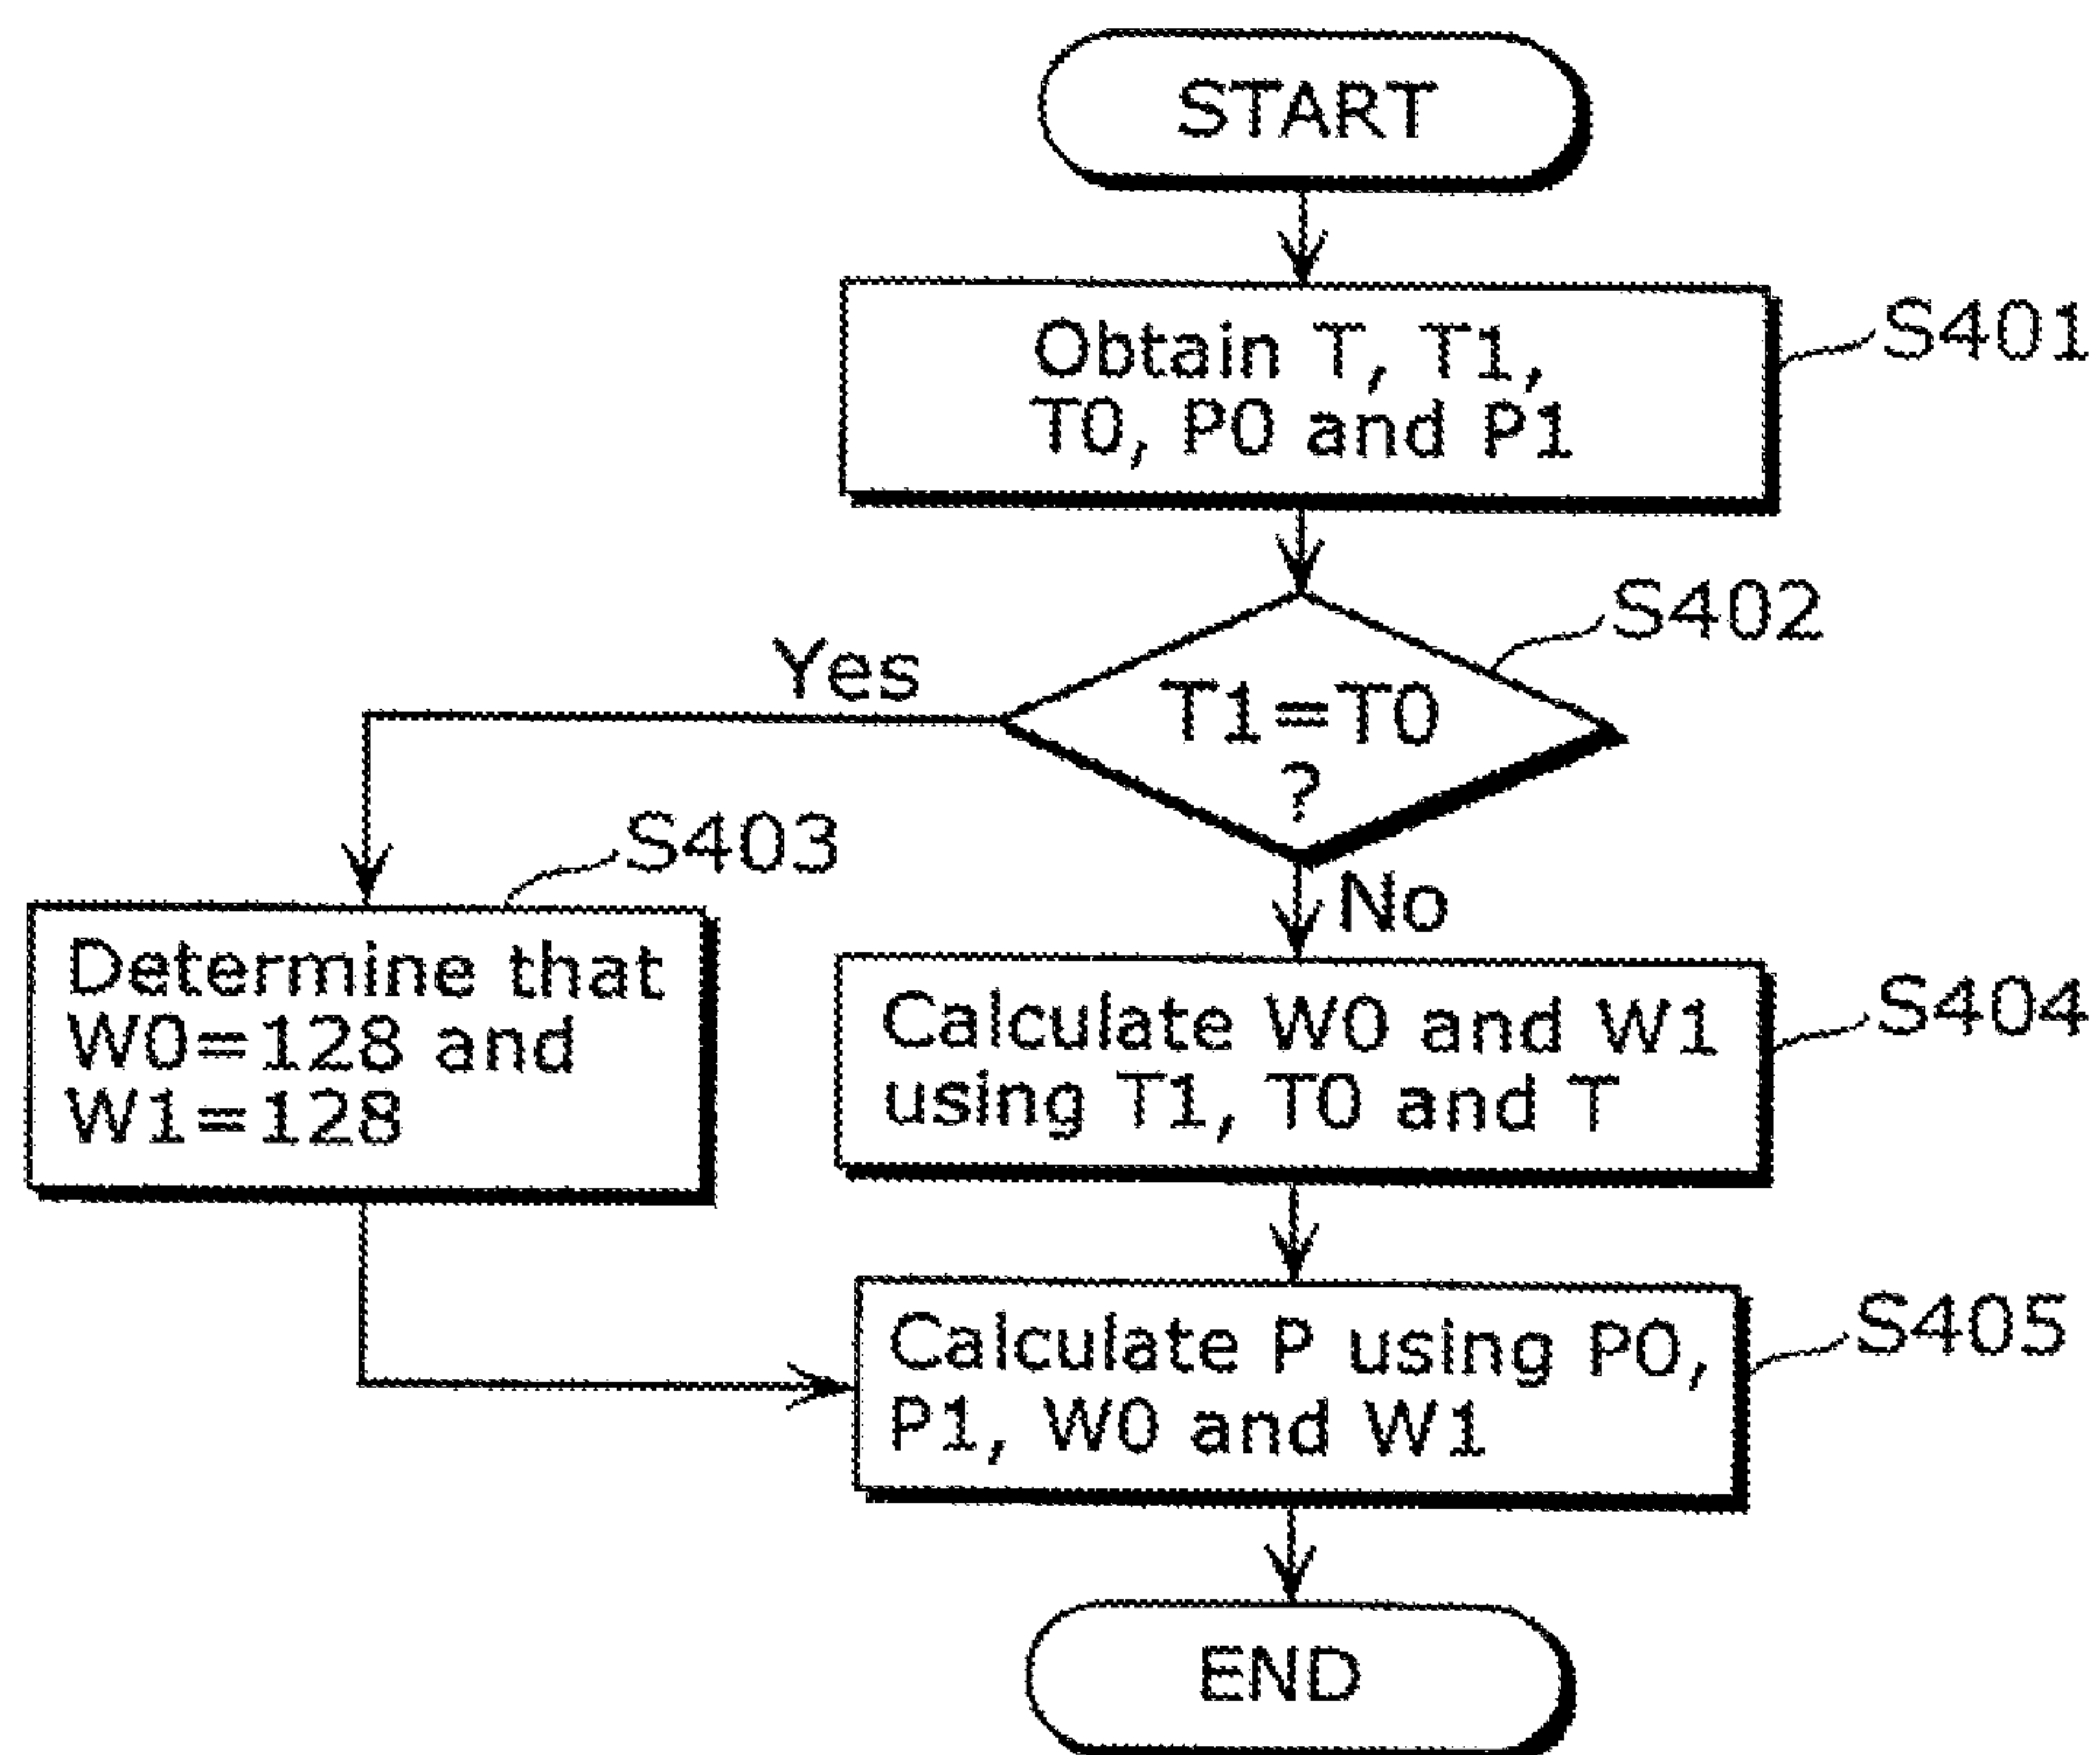 START
Obtain T, T1,
T0, P0 and P1
S401
S402
T1=T0
?
Yes
No
S403
Determine that
W0=128 and
W1=128
Calculate W0 and W1
using T1, T0 and T
S404
Calculate P using P0,
P1, W0 and W1
S405
END